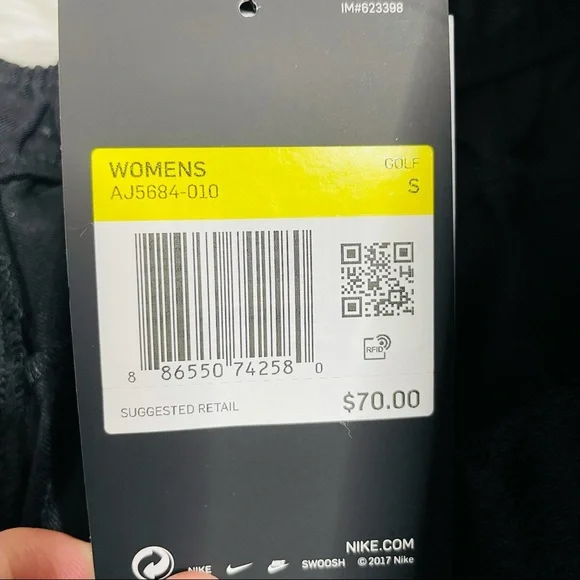 IM#623398
WOMENS GOLF
AJ5684-010 S
8 86550 74258 0
RFID
SUGGESTED RETAIL $70.00
NIKE.COM
NIKE SWOOSH © 2017 Nike